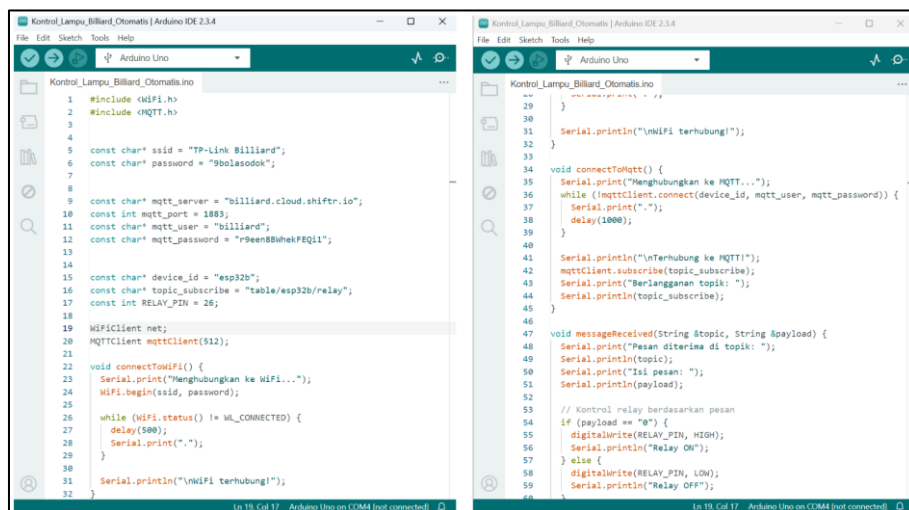 Kontrol_Lampu_Billiard_Otomatis | Arduino IDE 2.3.4
File Edit Sketch Tools Help
Arduino Uno
Kontrol_Lampu_Billiard_Otomatis.ino
1 #include <WiFi.h>
2 #include <MQTT.h>
3
4
5 const char* ssid = "TP-Link Billiard";
6 const char* password = "9bolasodok";
7
8
9 const char* mqtt_server = "billiard.cloud.shiftr.io";
10 const int mqtt_port = 1883;
11 const char* mqtt_user = "billiard";
12 const char* mqtt_password = "r9een8BWhekFEQi1";
13
14
15 const char* device_id = "esp32b";
16 const char* topic_subscribe = "table/esp32b/relay";
17 const int RELAY_PIN = 26;
18
19 WiFiClient net;
20 MQTTClient mqttClient(512);
21
22 void connectToWiFi() {
23 Serial.print("Menghubungkan ke WiFi...");
24 WiFi.begin(ssid, password);
25
26 while (WiFi.status() != WL_CONNECTED) {
27 delay(500);
28 Serial.print(".");
29 }
30
31 Serial.println("\nWiFi terhubung!");
32 }
Ln 19, Col 17 Arduino Uno on COM4 [not connected]
Kontrol_Lampu_Billiard_Otomatis | Arduino IDE 2.3.4
File Edit Sketch Tools Help
Arduino Uno
Kontrol_Lampu_Billiard_Otomatis.ino
28 Serial.print(".");
29 }
30
31 Serial.println("\nWiFi terhubung!");
32 }
33
34 void connectToMqtt() {
35 Serial.print("Menghubungkan ke MQTT...");
36 while (!mqttClient.connect(device_id, mqtt_user, mqtt_password)) {
37 Serial.print(".");
38 delay(1000);
39 }
40
41 Serial.println("\nTerhubung ke MQTT!");
42 mqttClient.subscribe(topic_subscribe);
43 Serial.print("Berlangganan topik: ");
44 Serial.println(topic_subscribe);
45 }
46
47 void messageReceived(String &topic, String &payload) {
48 Serial.print("Pesan diterima di topik: ");
49 Serial.println(topic);
50 Serial.print("Isi pesan: ");
51 Serial.println(payload);
52
53 // Kontrol relay berdasarkan pesan
54 if (payload == "0") {
55 digitalWrite(RELAY_PIN, HIGH);
56 Serial.println("Relay ON");
57 } else {
58 digitalWrite(RELAY_PIN, LOW);
59 Serial.println("Relay OFF");
60 }
Ln 19, Col 17 Arduino Uno on COM4 [not connected]